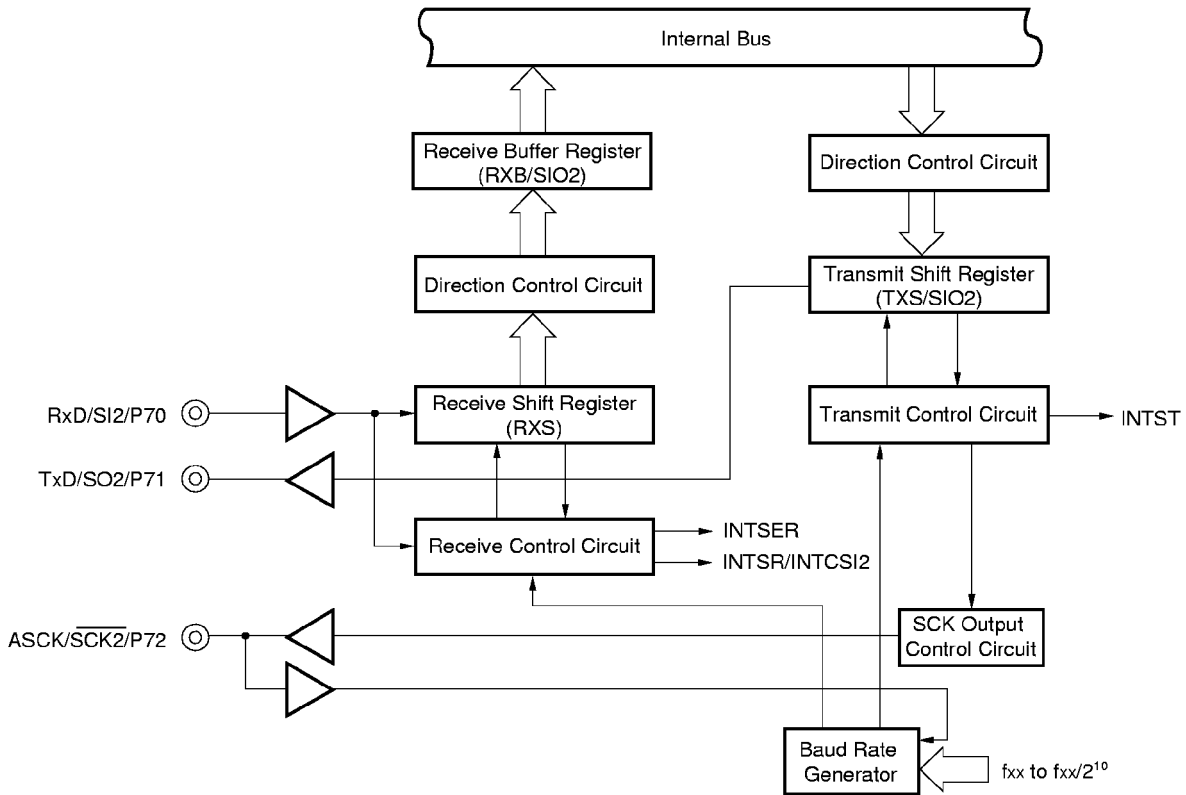 Internal Bus
Receive Buffer Register
(RXB/SIO2)
Direction Control Circuit
Direction Control Circuit
Transmit Shift Register
(TXS/SIO2)
RxD/SI2/P70
Receive Shift Register
(RXS)
Transmit Control Circuit
INTST
TxD/SO2/P71
Receive Control Circuit
INTSER
INTSR/INTCSI2
ASCK/S̅C̅K̅2̅/P72
SCK Output
Control Circuit
Baud Rate
Generator
fxx to fxx/2¹⁰